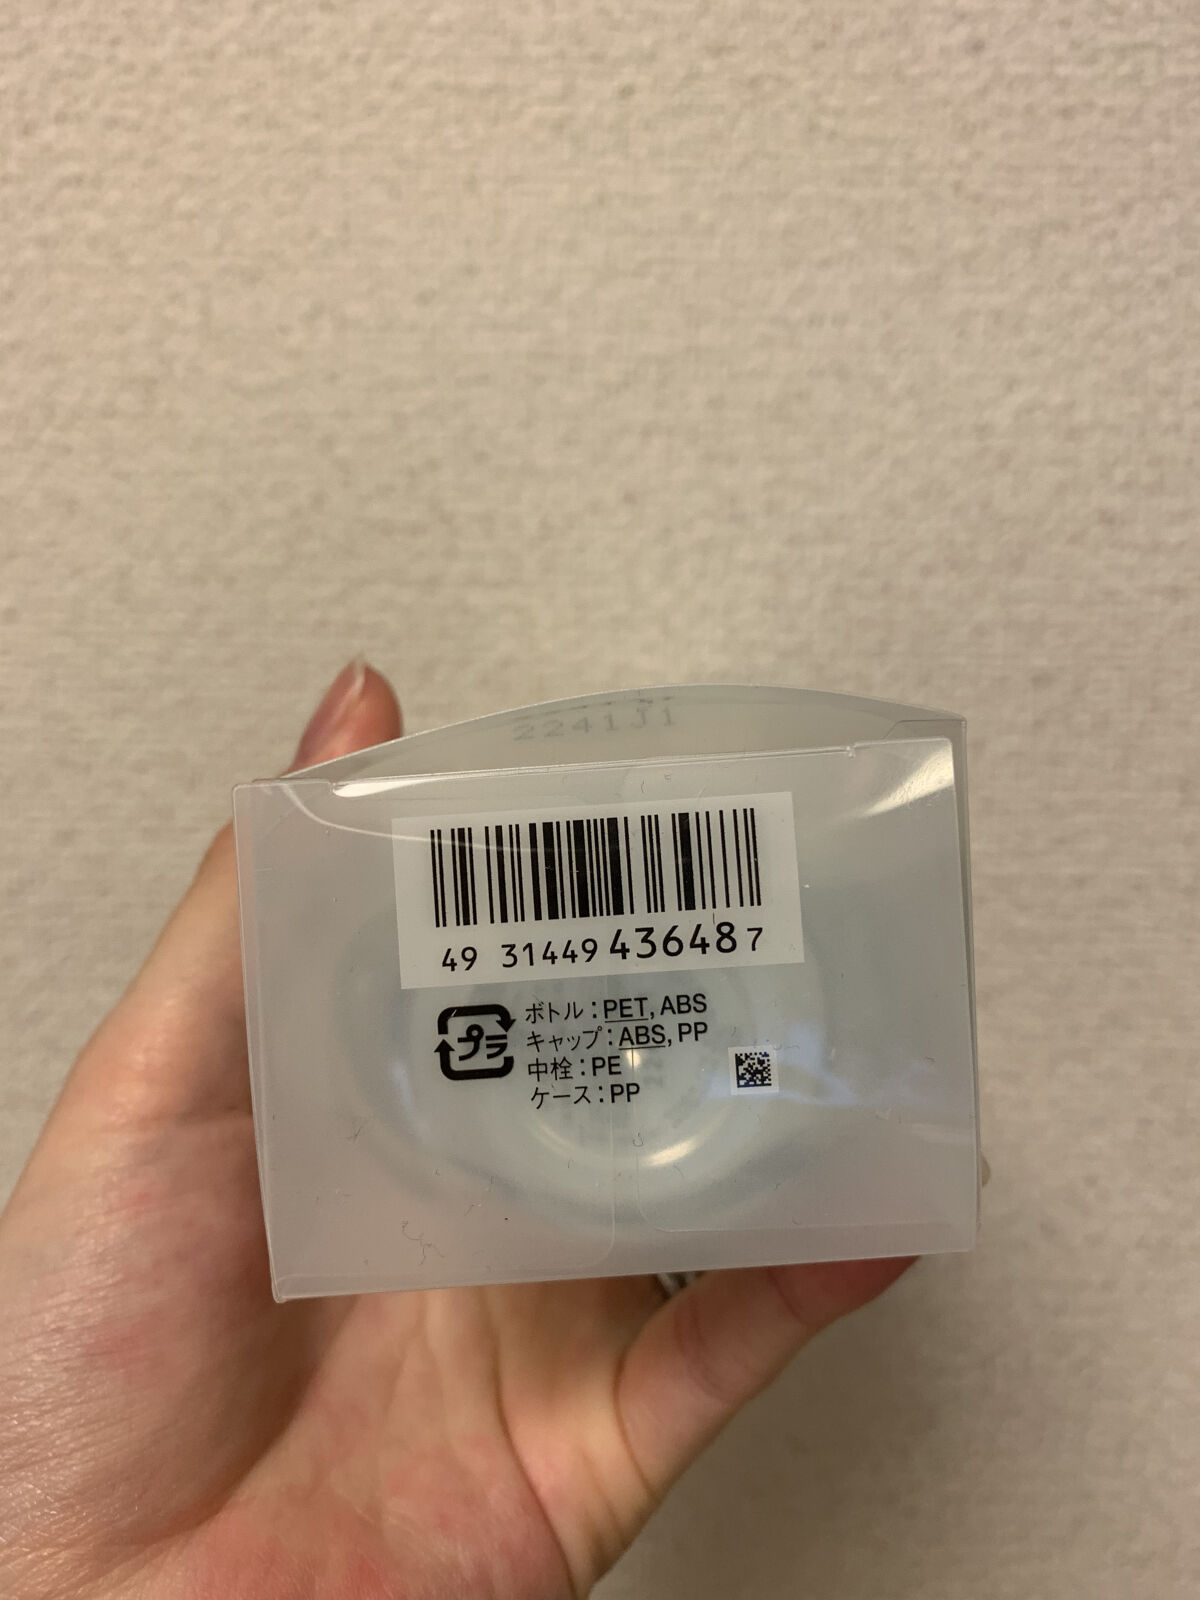 2241J1
49 31449 43648 7
プラ
ボトル：PET, ABS
キャップ：ABS, PP
中栓：PE
ケース：PP